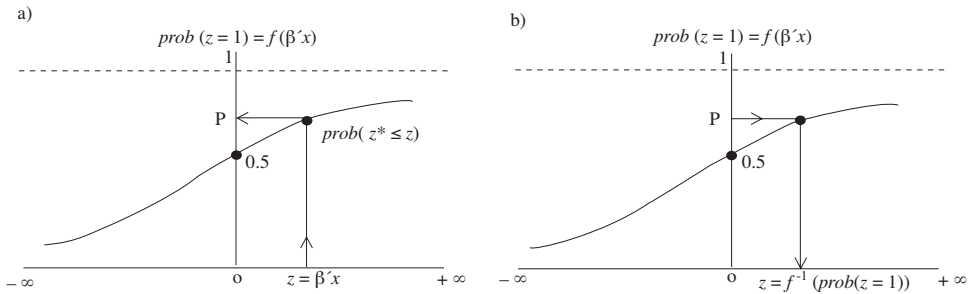 a)
prob (z = 1) = f (β´x)
1
P
prob( z* ≤ z)
0.5
– ∞
o
z = β´x
+ ∞
b)
prob (z = 1) = f (β´x)
1
P
0.5
– ∞
o
z = f⁻¹ (prob(z = 1))
+ ∞